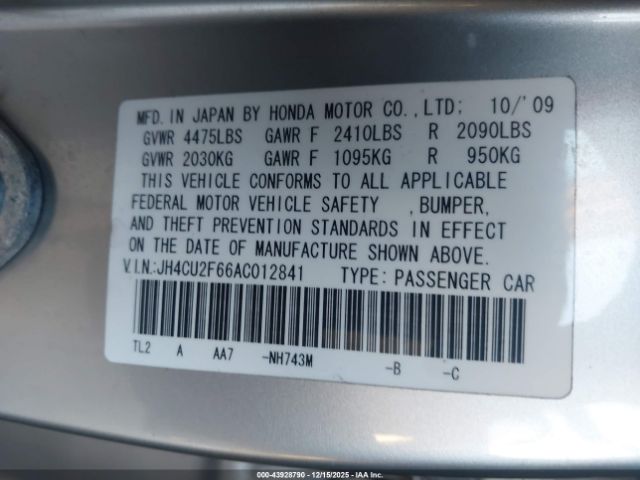 MFD. IN JAPAN BY HONDA MOTOR CO., LTD: 10/'09
GVWR 4475LBS GAWR F 2410LBS R 2090LBS
GVWR 2030KG GAWR F 1095KG R 950KG
THIS VEHICLE CONFORMS TO ALL APPLICABLE
FEDERAL MOTOR VEHICLE SAFETY , BUMPER,
AND THEFT PREVENTION STANDARDS IN EFFECT
ON THE DATE OF MANUFACTURE SHOWN ABOVE.
V.I.N.:JH4CU2F66AC012841 TYPE: PASSENGER CAR
TL2 A AA7 -NH743M -B -C
000-43928790 - 12/15/2025 - IAA Inc.